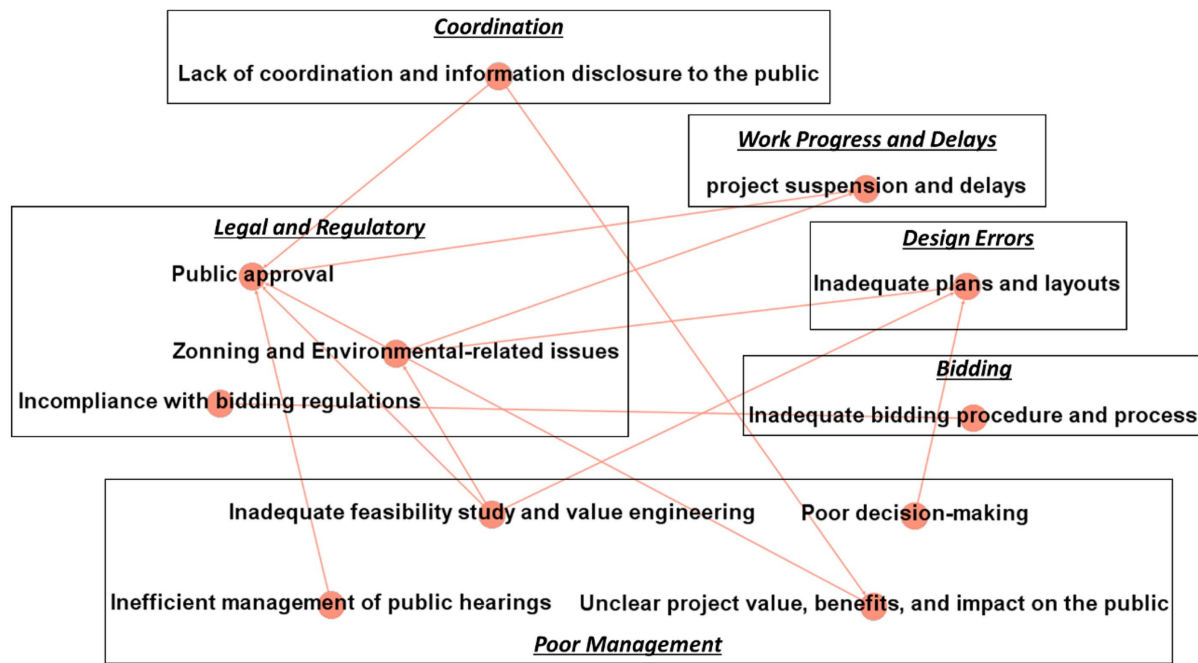 Coordination
Lack of coordination and information disclosure to the public
Work Progress and Delays
project suspension and delays
Legal and Regulatory
Public approval
Design Errors
Inadequate plans and layouts
Zonning and Environmental-related issues
Incompliance with bidding regulations
Bidding
Inadequate bidding procedure and process
Inadequate feasibility study and value engineering
Poor decision-making
Inefficient management of public hearings
Unclear project value, benefits, and impact on the public
Poor Management